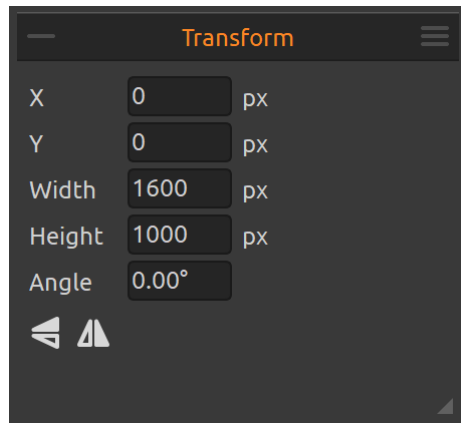 Transform
X 0 px
Y 0 px
Width 1600 px
Height 1000 px
Angle 0.00°